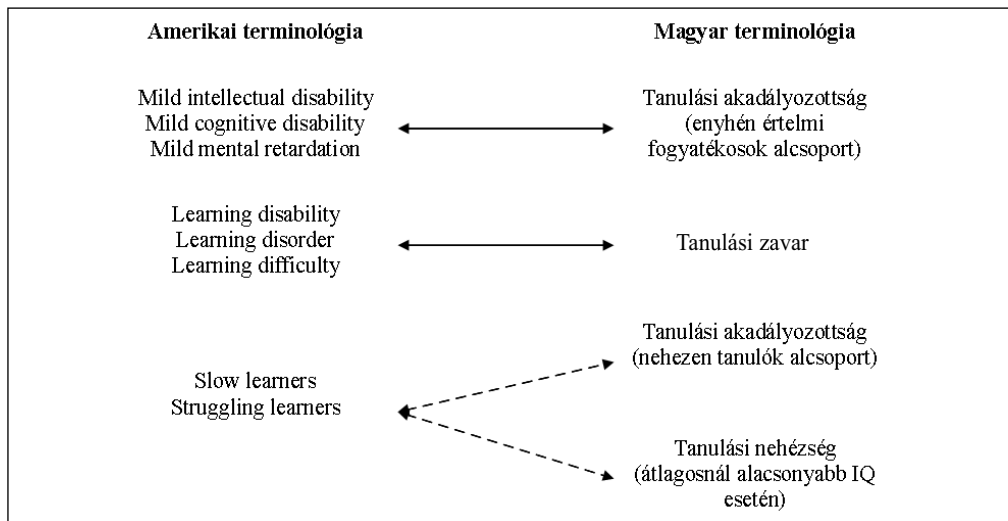 Amerikai terminológia
Magyar terminológia
Mild intellectual disability
Mild cognitive disability
Mild mental retardation
Tanulási akadályozottság
(enyhén értelmi
fogyatékosok alcsoport)
Learning disability
Learning disorder
Learning difficulty
Tanulási zavar
Slow learners
Struggling learners
Tanulási akadályozottság
(nehezen tanulók alcsoport)
Tanulási nehézség
(átlagosnál alacsonyabb IQ
esetén)